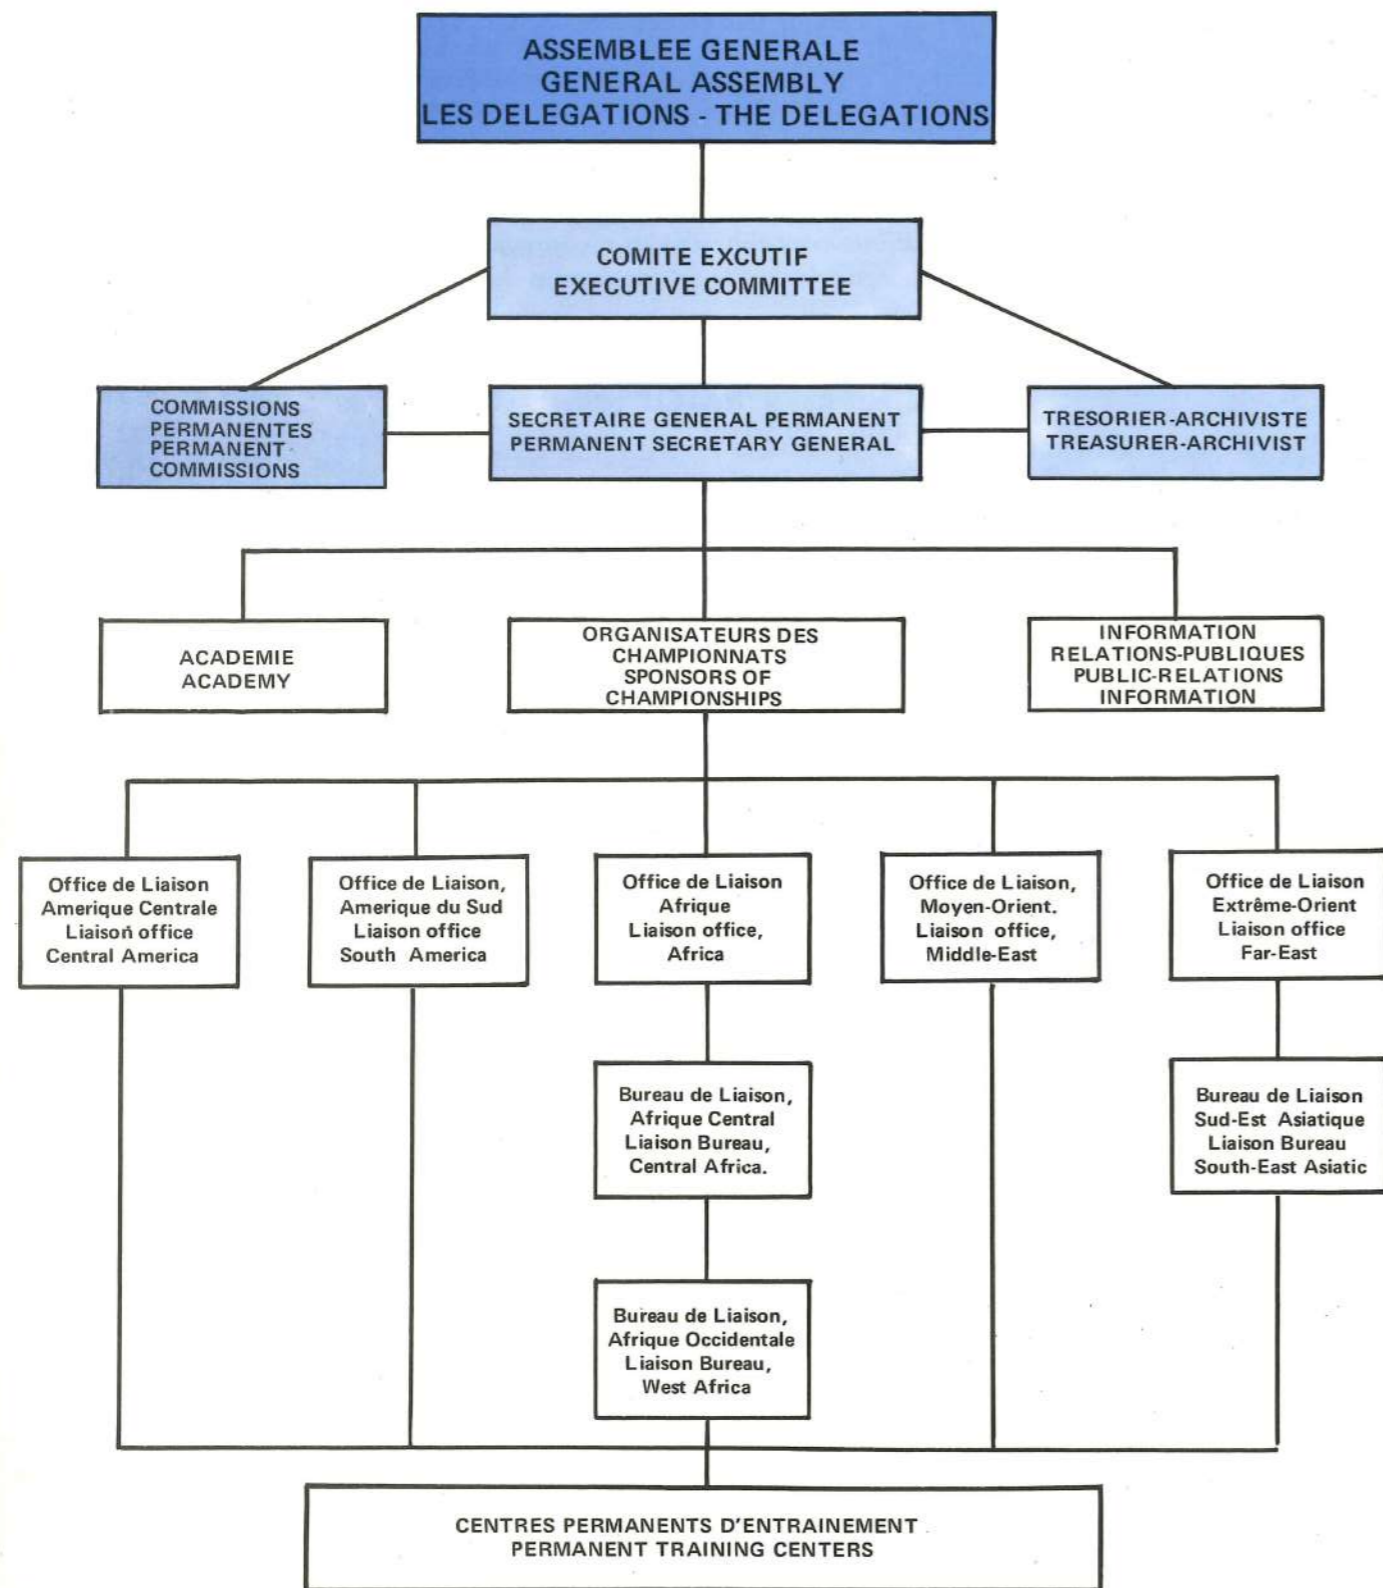 ASSEMBLEE GENERALE
GENERAL ASSEMBLY
LES DELEGATIONS - THE DELEGATIONS
COMITE EXCUTIF
EXECUTIVE COMMITTEE
COMMISSIONS
PERMANENTES
PERMANENT
COMMISSIONS
SECRETAIRE GENERAL PERMANENT
PERMANENT SECRETARY GENERAL
TRESORIER-ARCHIVISTE
TREASURER-ARCHIVIST
ACADEMIE
ACADEMY
ORGANISATEURS DES
CHAMPIONNATS
SPONSORS OF
CHAMPIONSHIPS
INFORMATION
RELATIONS-PUBLIQUES
PUBLIC-RELATIONS
INFORMATION
Office de Liaison
Amerique Centrale
Liaison office
Central America
Office de Liaison,
Amerique du Sud
Liaison office
South America
Office de Liaison
Afrique
Liaison office,
Africa
Office de Liaison,
Moyen-Orient.
Liaison office,
Middle-East
Office de Liaison
Extrême-Orient
Liaison office
Far-East
Bureau de Liaison,
Afrique Central
Liaison Bureau,
Central Africa.
Bureau de Liaison
Sud-Est Asiatique
Liaison Bureau
South-East Asiatic
Bureau de Liaison,
Afrique Occidentale
Liaison Bureau,
West Africa
CENTRES PERMANENTS D'ENTRAINEMENT
PERMANENT TRAINING CENTERS